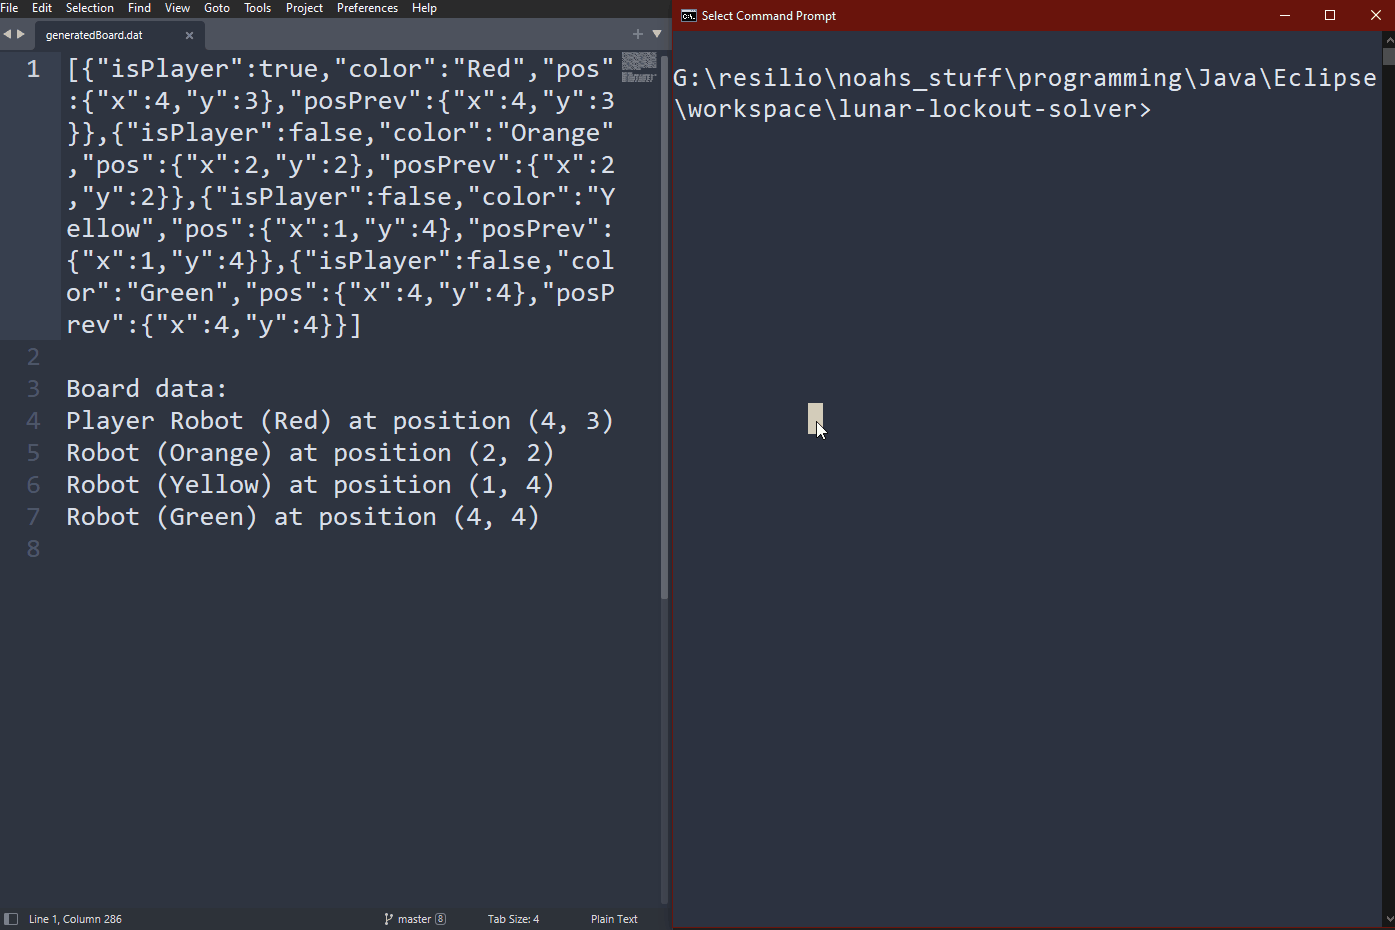 File Edit Selection Find View Goto Tools Project Preferences Help
generatedBoard.dat
1 [{"isPlayer":true,"color":"Red","pos"
:{"x":4,"y":3},"posPrev":{"x":4,"y":3
}},{"isPlayer":false,"color":"Orange"
,"pos":{"x":2,"y":2},"posPrev":{"x":2
,"y":2}},{"isPlayer":false,"color":"Y
ellow","pos":{"x":1,"y":4},"posPrev":
{"x":1,"y":4}},{"isPlayer":false,"col
or":"Green","pos":{"x":4,"y":4},"posP
rev":{"x":4,"y":4}}]
2
3 Board data:
4 Player Robot (Red) at position (4, 3)
5 Robot (Orange) at position (2, 2)
6 Robot (Yellow) at position (1, 4)
7 Robot (Green) at position (4, 4)
8
Line 1, Column 286 master 8 Tab Size: 4 Plain Text
Select Command Prompt
G:\resilio\noahs_stuff\programming\Java\Eclipse
\workspace\lunar-lockout-solver>